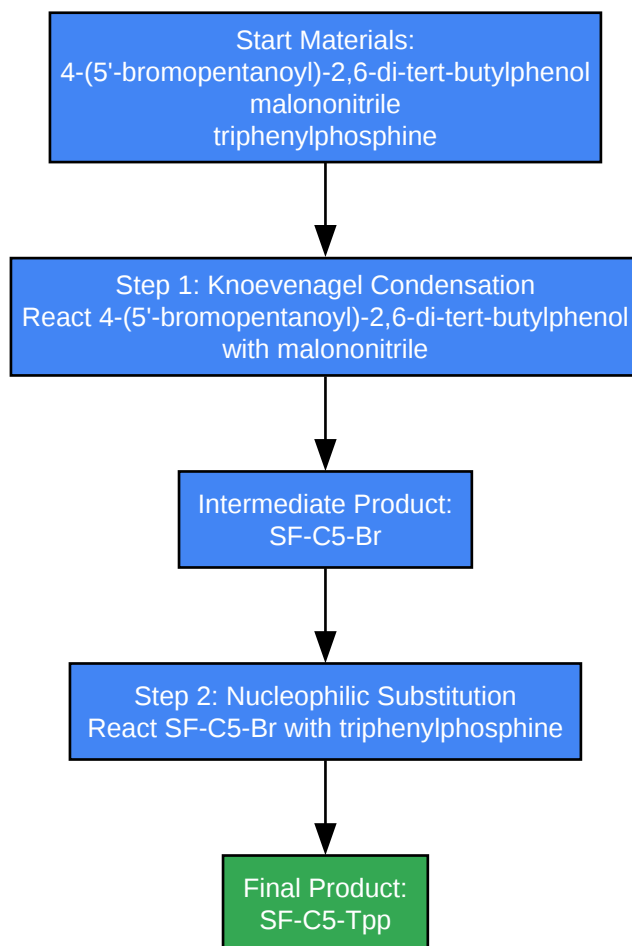 Start Materials:
4-(5'-bromopentanoyl)-2,6-di-tert-butylphenol
malononitrile
triphenylphosphine
Step 1: Knoevenagel Condensation
React 4-(5'-bromopentanoyl)-2,6-di-tert-butylphenol
with malononitrile
Intermediate Product:
SF-C5-Br
Step 2: Nucleophilic Substitution
React SF-C5-Br with triphenylphosphine
Final Product:
SF-C5-Tpp